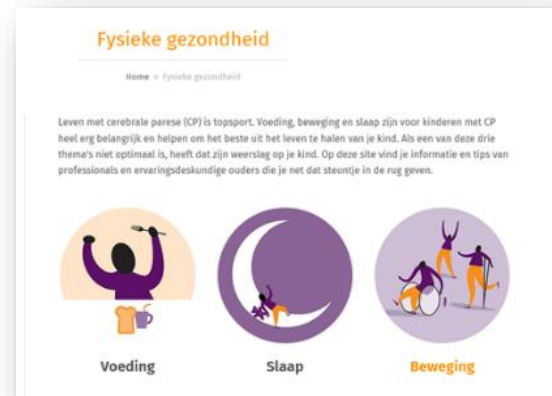 Fysieke gezondheid
Home » Fysieke gezondheid
Leven met cerebrale parese (CP) is topsport. Voeding, beweging en slaap zijn voor kinderen met CP
heel erg belangrijk en helpen om het beste uit het leven te halen van je kind. Als een van deze drie
thema's niet optimaal is, heeft dat zijn weerslag op je kind. Op deze site vind je informatie en tips van
professionals en ervaringsdeskundige ouders die je net dat steuntje in de rug geven.
Voeding Slaap Beweging